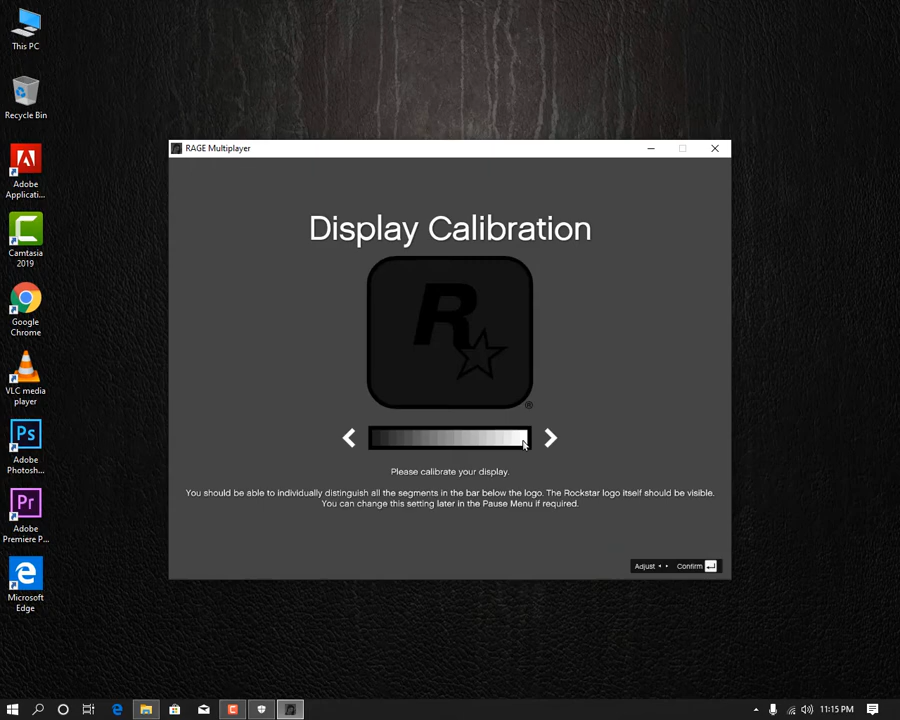 This PC
Recycle Bin
Adobe
Applicati...
Camtasia
2019
Google
Chrome
VLC media
player
Ps
Adobe
Photosh...
Pr
Adobe
Premiere P...
Microsoft
Edge
RAGE Multiplayer
Display Calibration
R
®
Please calibrate your display.
You should be able to individually distinguish all the segments in the bar below the logo. The Rockstar logo itself should be visible.
You can change this setting later in the Pause Menu if required.
Adjust Confirm
11:15 PM